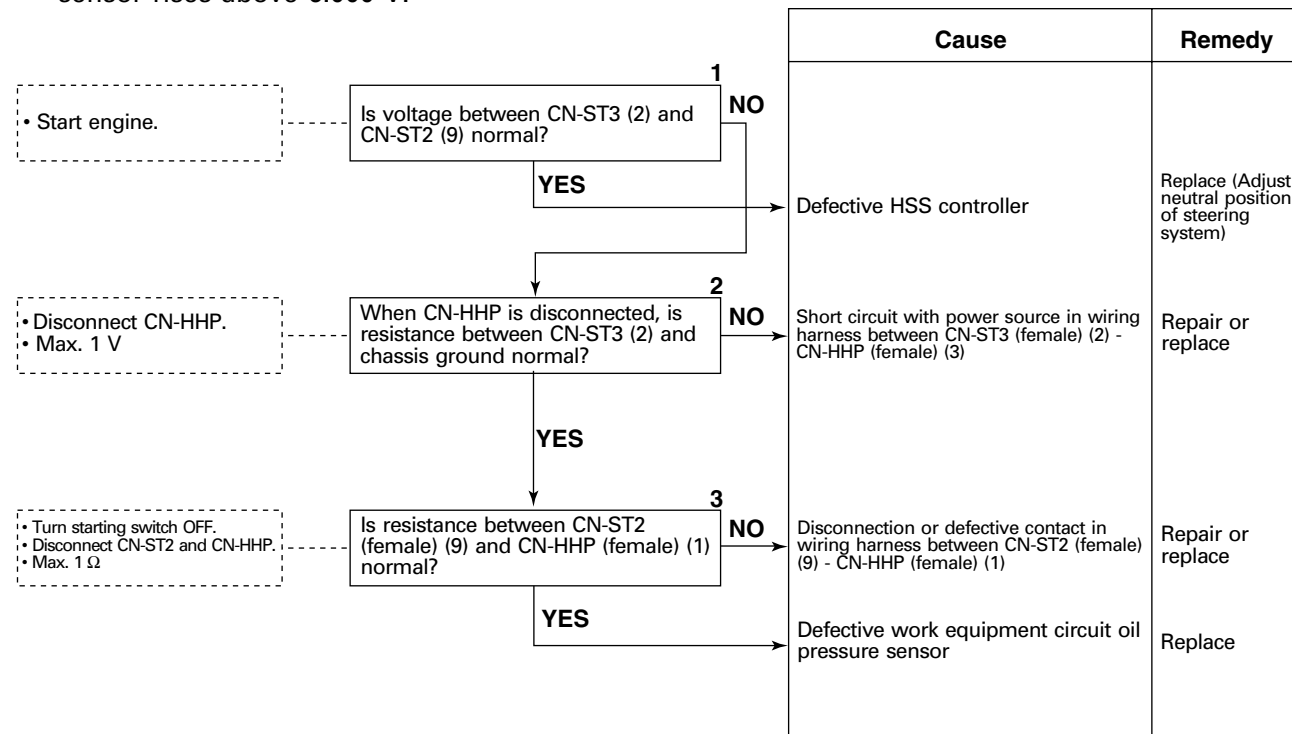 Cause
Remedy
1
• Start engine.
Is voltage between CN-ST3 (2) and
CN-ST2 (9) normal?
NO
YES
Defective HSS controller
Replace (Adjust
neutral position
of steering
system)
2
• Disconnect CN-HHP.
• Max. 1 V
When CN-HHP is disconnected, is
resistance between CN-ST3 (2) and
chassis ground normal?
NO
Short circuit with power source in wiring
harness between CN-ST3 (female) (2) -
CN-HHP (female) (3)
Repair or
replace
YES
3
• Turn starting switch OFF.
• Disconnect CN-ST2 and CN-HHP.
• Max. 1 Ω
Is resistance between CN-ST2
(female) (9) and CN-HHP (female) (1)
normal?
NO
Disconnection or defective contact in
wiring harness between CN-ST2 (female)
(9) - CN-HHP (female) (1)
Repair or
replace
YES
Defective work equipment circuit oil
pressure sensor
Replace